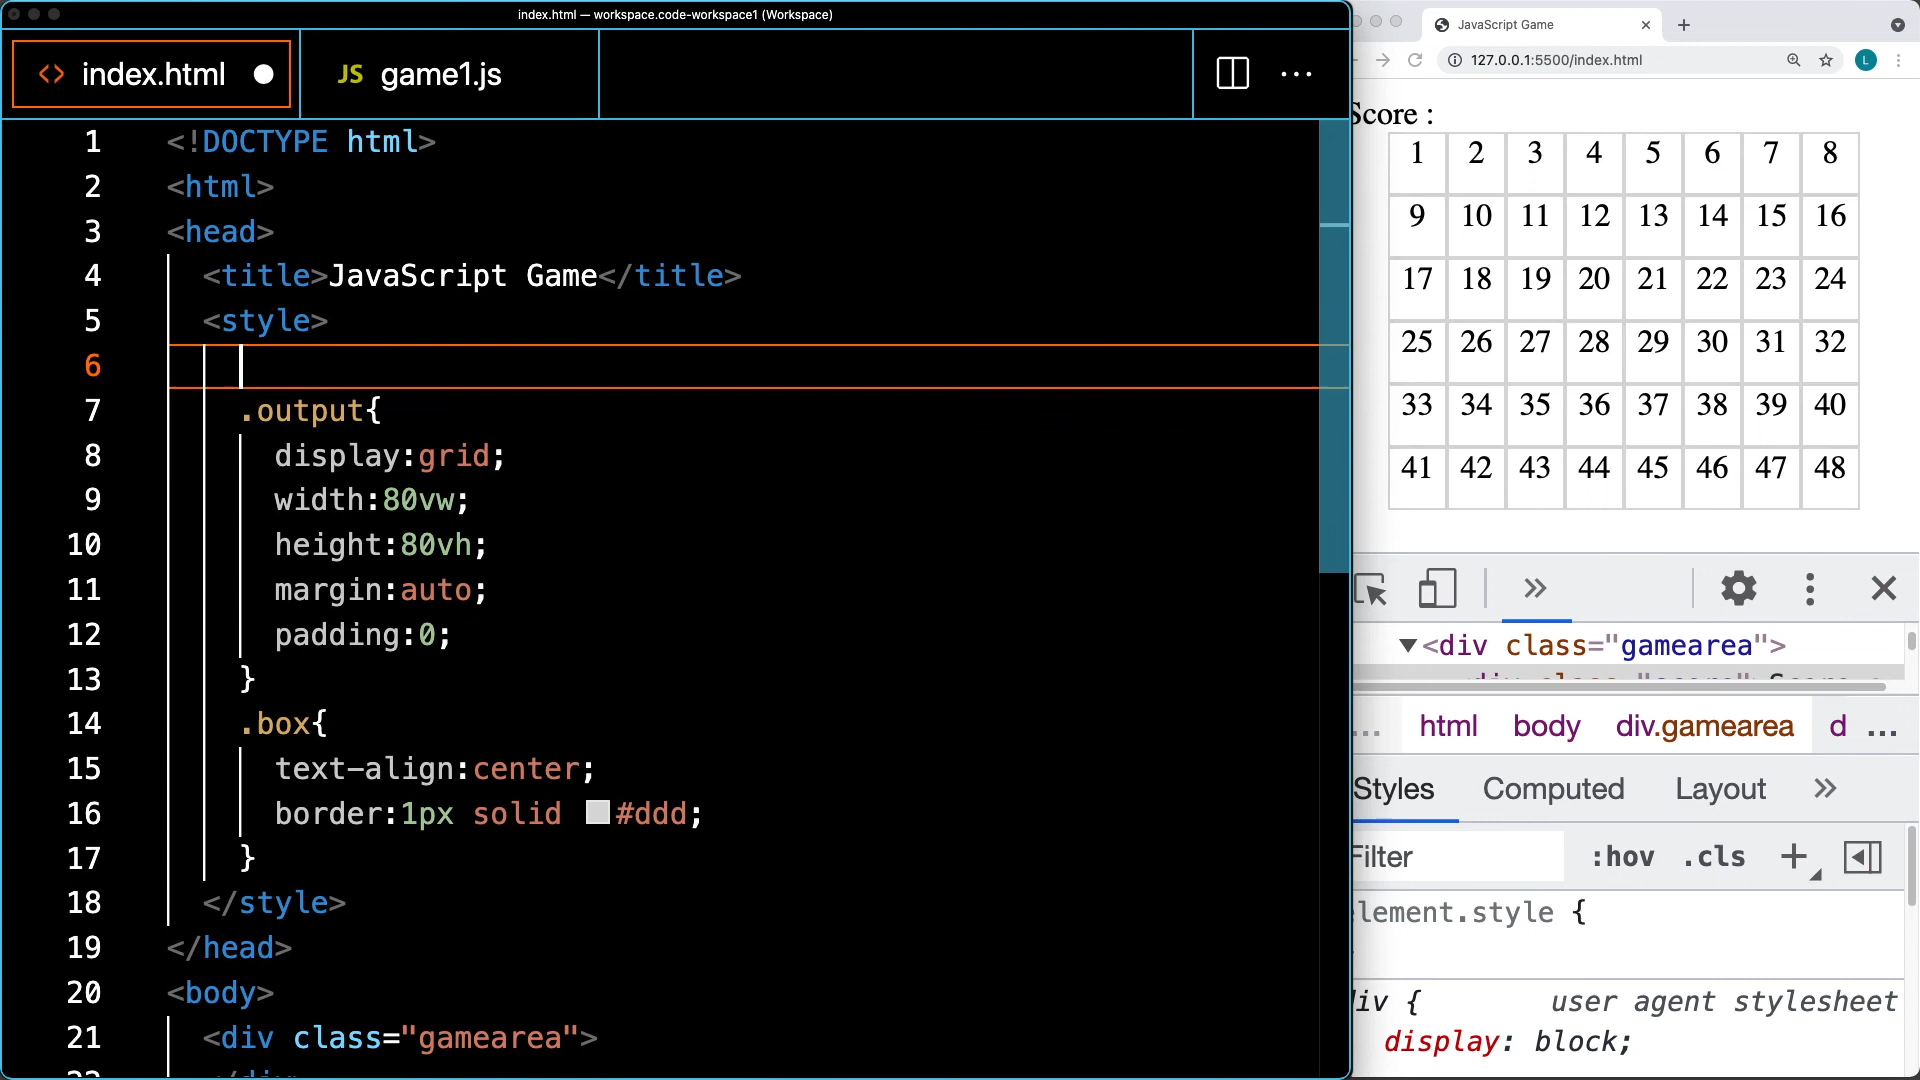 index.html — workspace.code-workspace1 (Workspace)
index.html
JS game1.js
1 <!DOCTYPE html>
2 <html>
3 <head>
4 <title>JavaScript Game</title>
5 <style>
6
7 .output{
8 display:grid;
9 width:80vw;
10 height:80vh;
11 margin:auto;
12 padding:0;
13 }
14 .box{
15 text-align:center;
16 border:1px solid #ddd;
17 }
18 </style>
19 </head>
20 <body>
21 <div class="gamearea">
JavaScript Game
127.0.0.1:5500/index.html
L
Score :
1 2 3 4 5 6 7 8
9 10 11 12 13 14 15 16
17 18 19 20 21 22 23 24
25 26 27 28 29 30 31 32
33 34 35 36 37 38 39 40
41 42 43 44 45 46 47 48
<div class="gamearea">
... html body div.gamearea d ...
Styles Computed Layout
Filter :hov .cls
element.style {
div { user agent stylesheet
display: block;